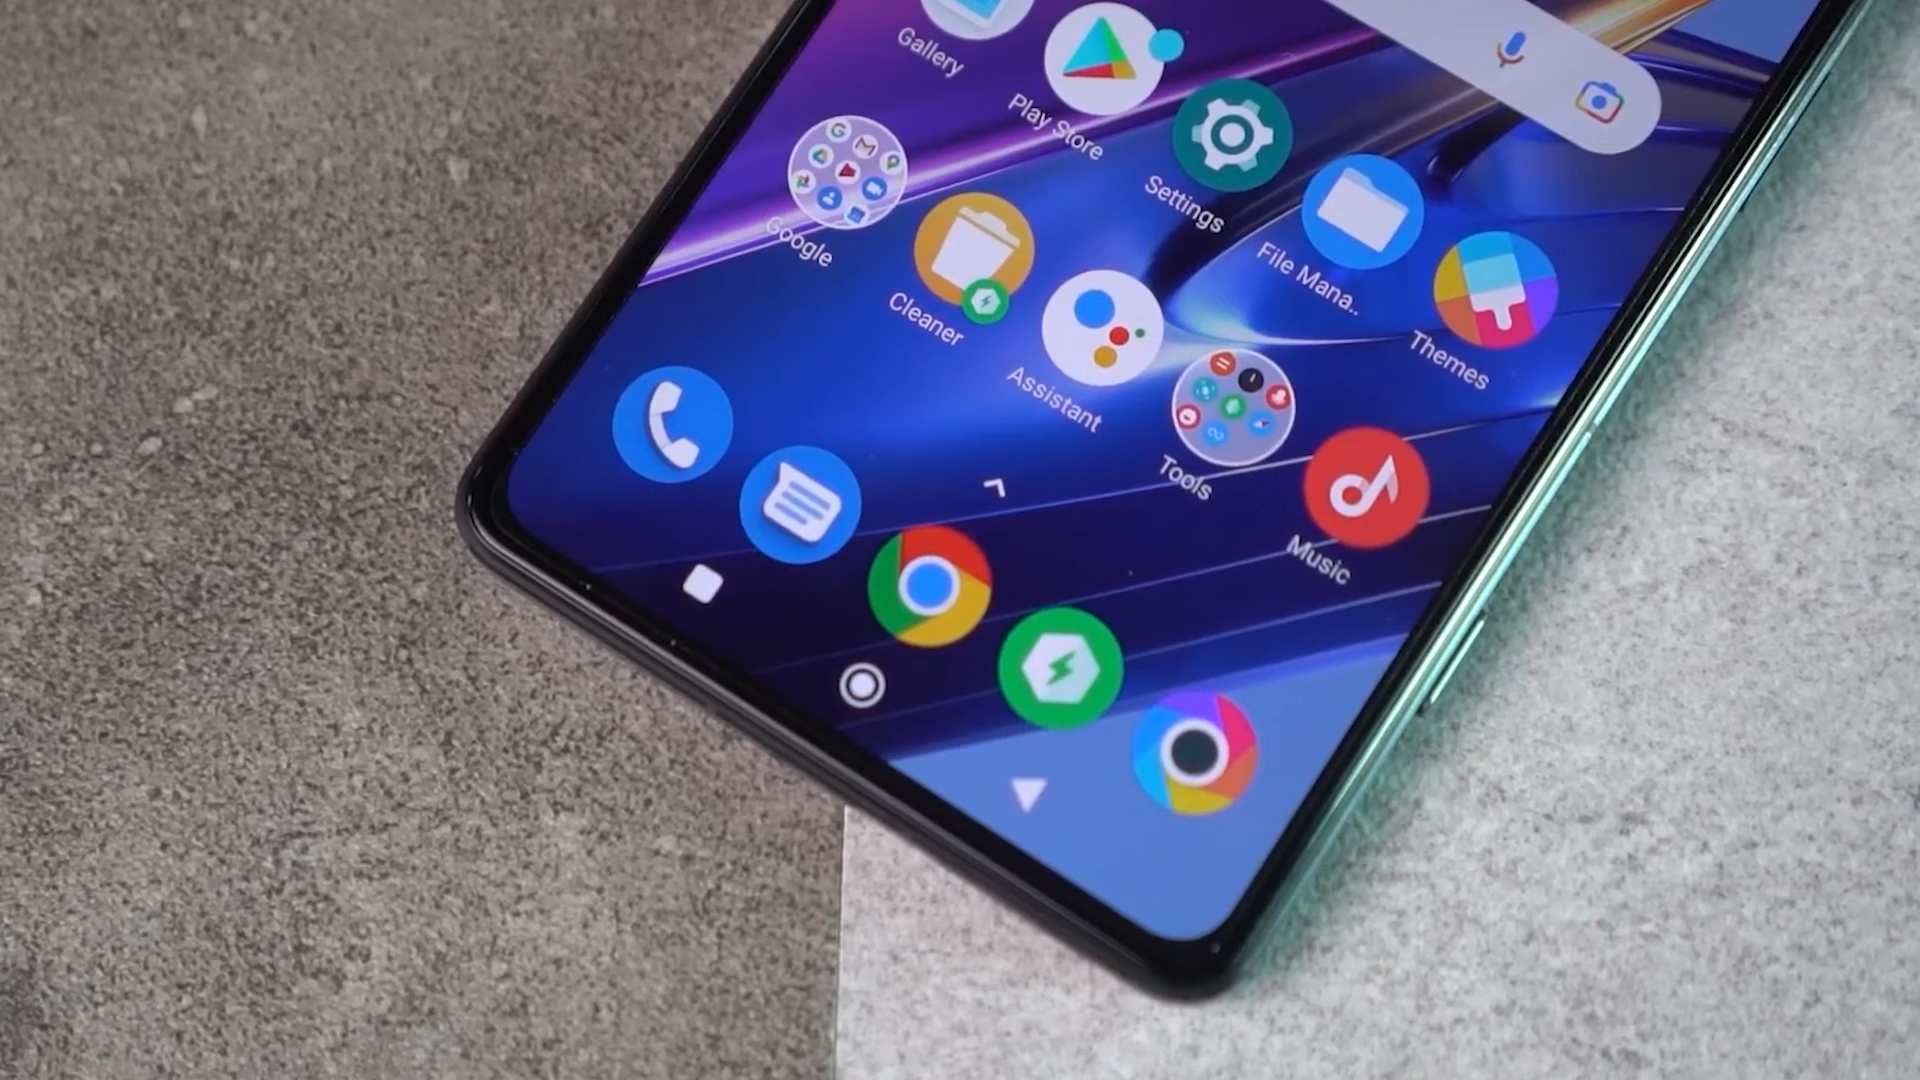 Gallery
Play Store
Settings
File Mana..
Themes
Google
Cleaner
Assistant
Tools
Music